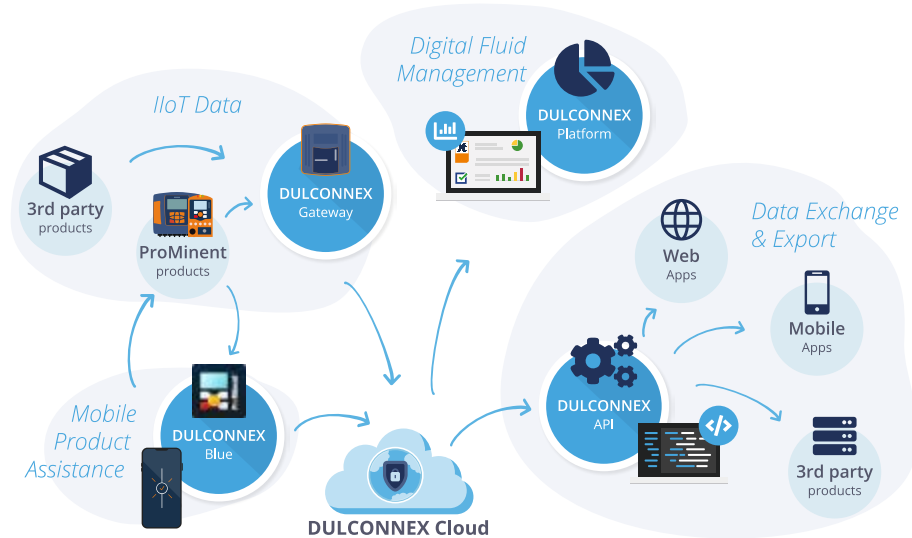 Digital Fluid
Management
DULCONNEX
Platform
IIoT Data
3rd party
products
ProMinent
products
DULCONNEX
Gateway
Data Exchange
& Export
Web
Apps
Mobile
Apps
DULCONNEX
API
</>
3rd party
products
Mobile
Product
Assistance
DULCONNEX
Blue
DULCONNEX Cloud